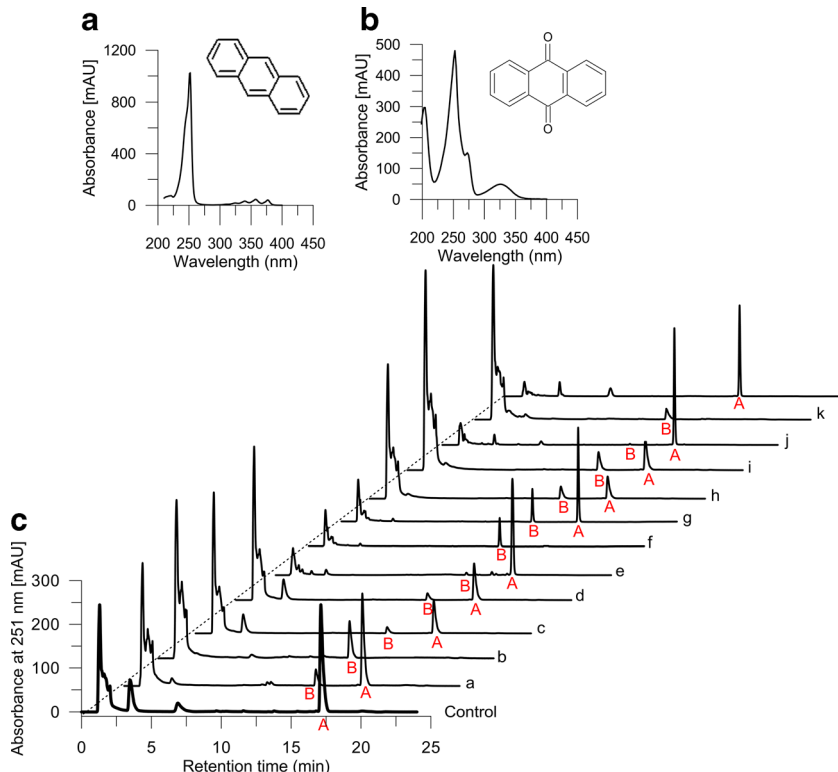 a
b
Absorbance [mAU]
1200
800
400
0
200 250 300 350 400 450
Wavelength (nm)
Absorbance [mAU]
500
400
300
200
100
0
200 250 300 350 400 450
Wavelength (nm)
O
O
A
k
B
j
B
A
i
B
A
h
B
A
g
B
A
f
B
e
B
A
d
B
A
c
B
A
b
B
a
B
A
Control
A
c
Absorbance at 251 nm [mAU]
300
200
100
0
0 5 10 15 20 25
Retention time (min)